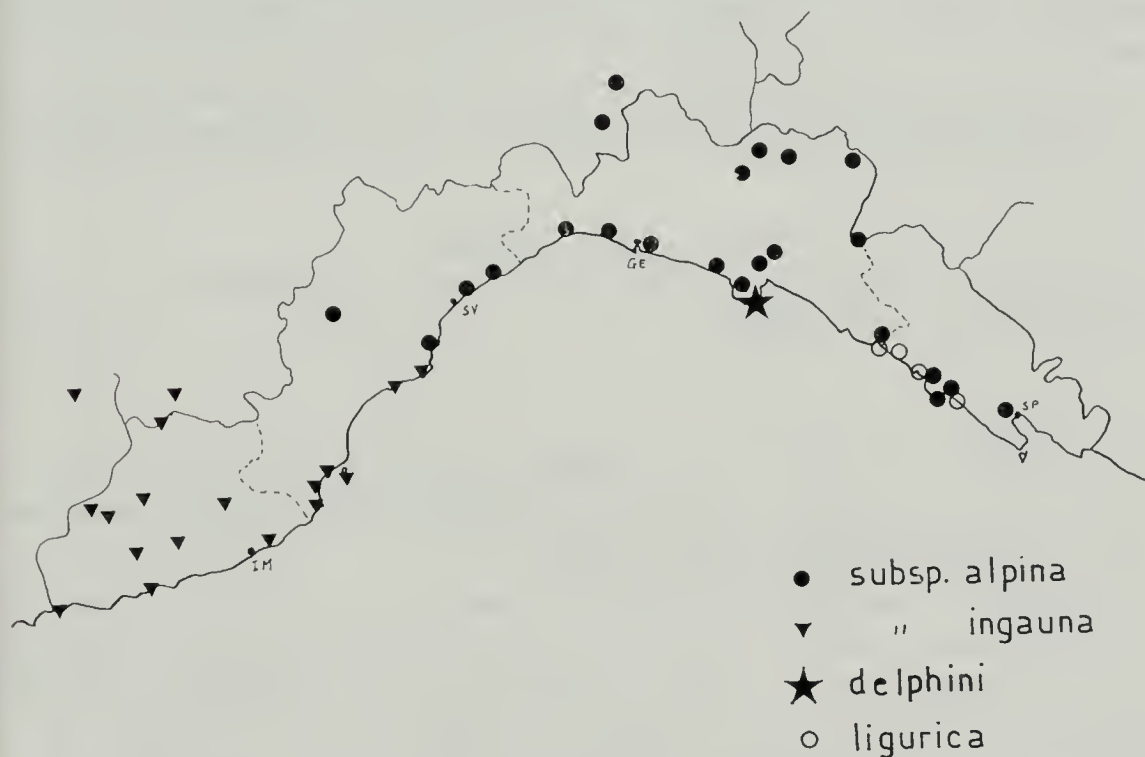 GE
SV
SP
IM
subsp. alpina
" ingauna
delphini
ligurica